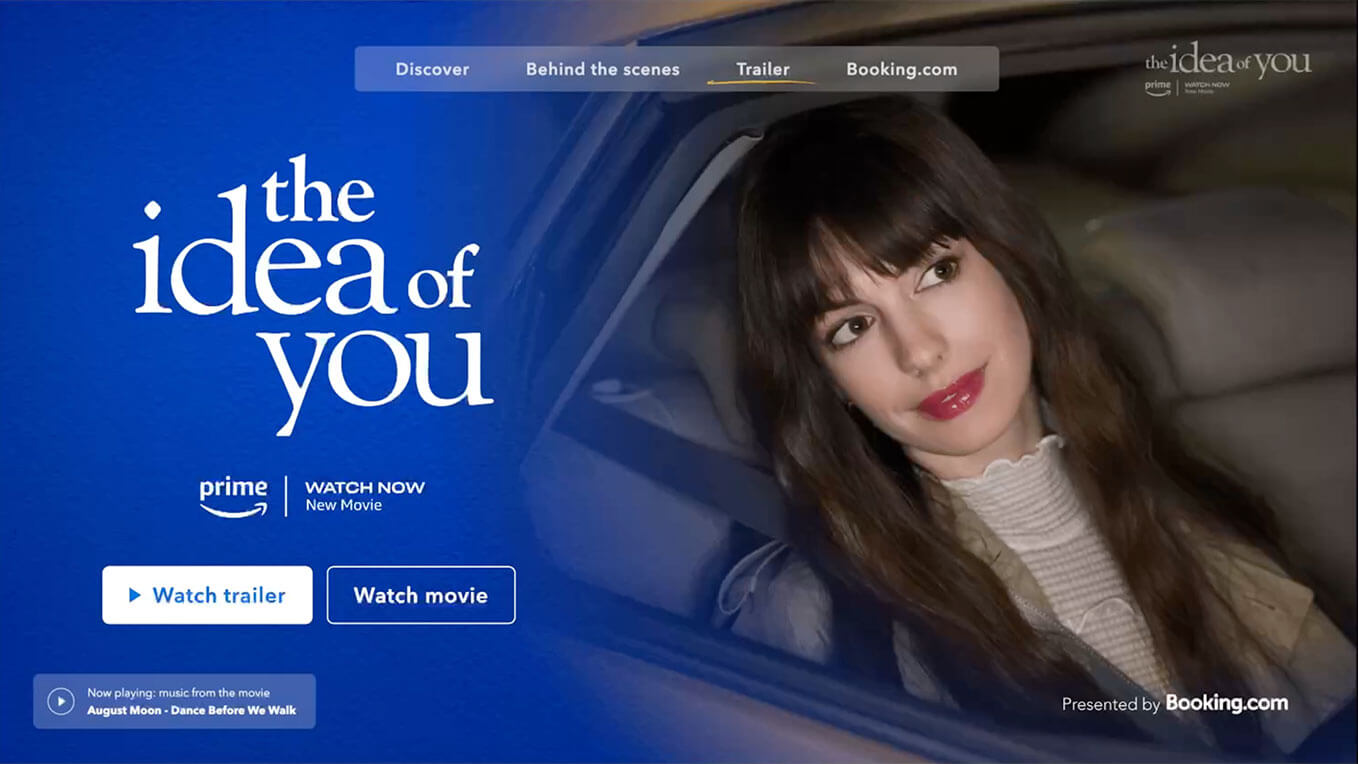 Discover Behind the scenes Trailer Booking.com
the idea of you
prime WATCH NOW
New Movie
the
idea of
you
prime WATCH NOW
New Movie
Watch trailer Watch movie
Now playing: music from the movie
August Moon - Dance Before We Walk
Presented by Booking.com